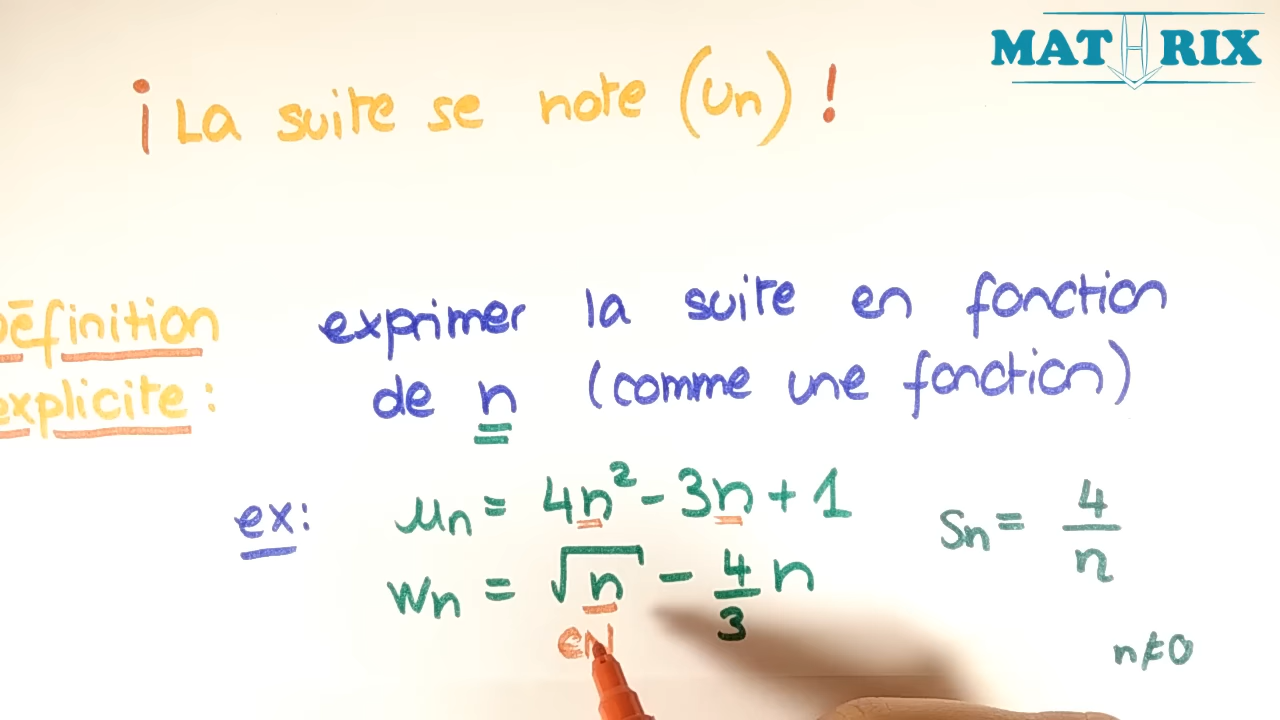 MATHRIX
¡ La suite se note (Un) !
Définition
explicite :
exprimer la suite en fonction
de n (comme une fonction)
ex: un = 4n² - 3n + 1
wn = √n - 4/3 n
∈ℕ
Sn = 4/n
n≠0